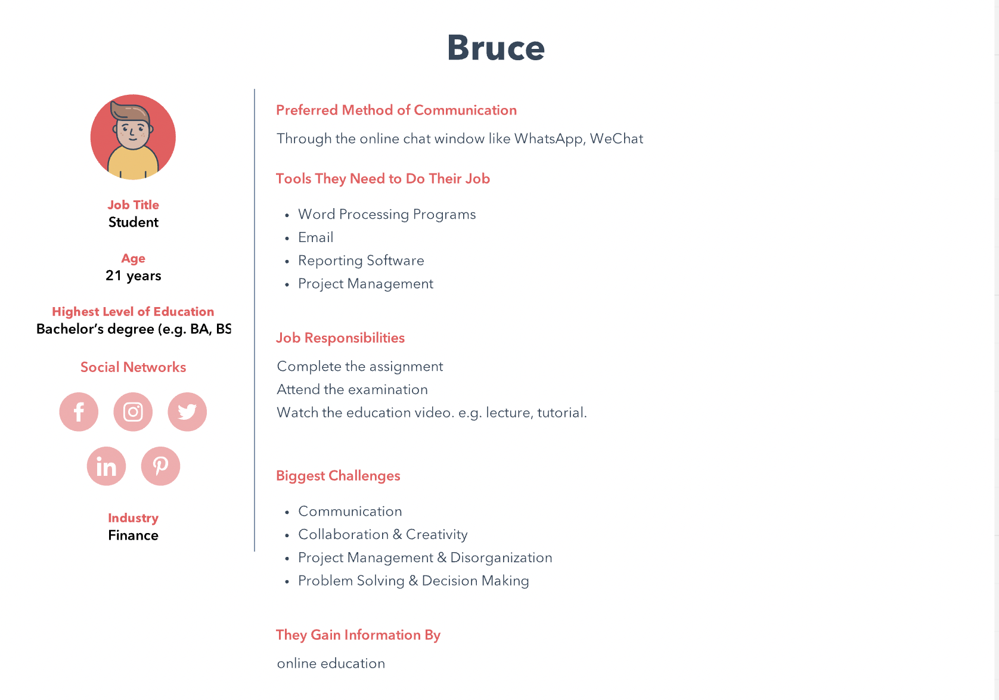 Bruce
Job Title
Student
Age
21 years
Highest Level of Education
Bachelor’s degree (e.g. BA, BS
Social Networks
f
in
Industry
Finance
Preferred Method of Communication
Through the online chat window like WhatsApp, WeChat
Tools They Need to Do Their Job
• Word Processing Programs
• Email
• Reporting Software
• Project Management
Job Responsibilities
Complete the assignment
Attend the examination
Watch the education video. e.g. lecture, tutorial.
Biggest Challenges
• Communication
• Collaboration & Creativity
• Project Management & Disorganization
• Problem Solving & Decision Making
They Gain Information By
online education